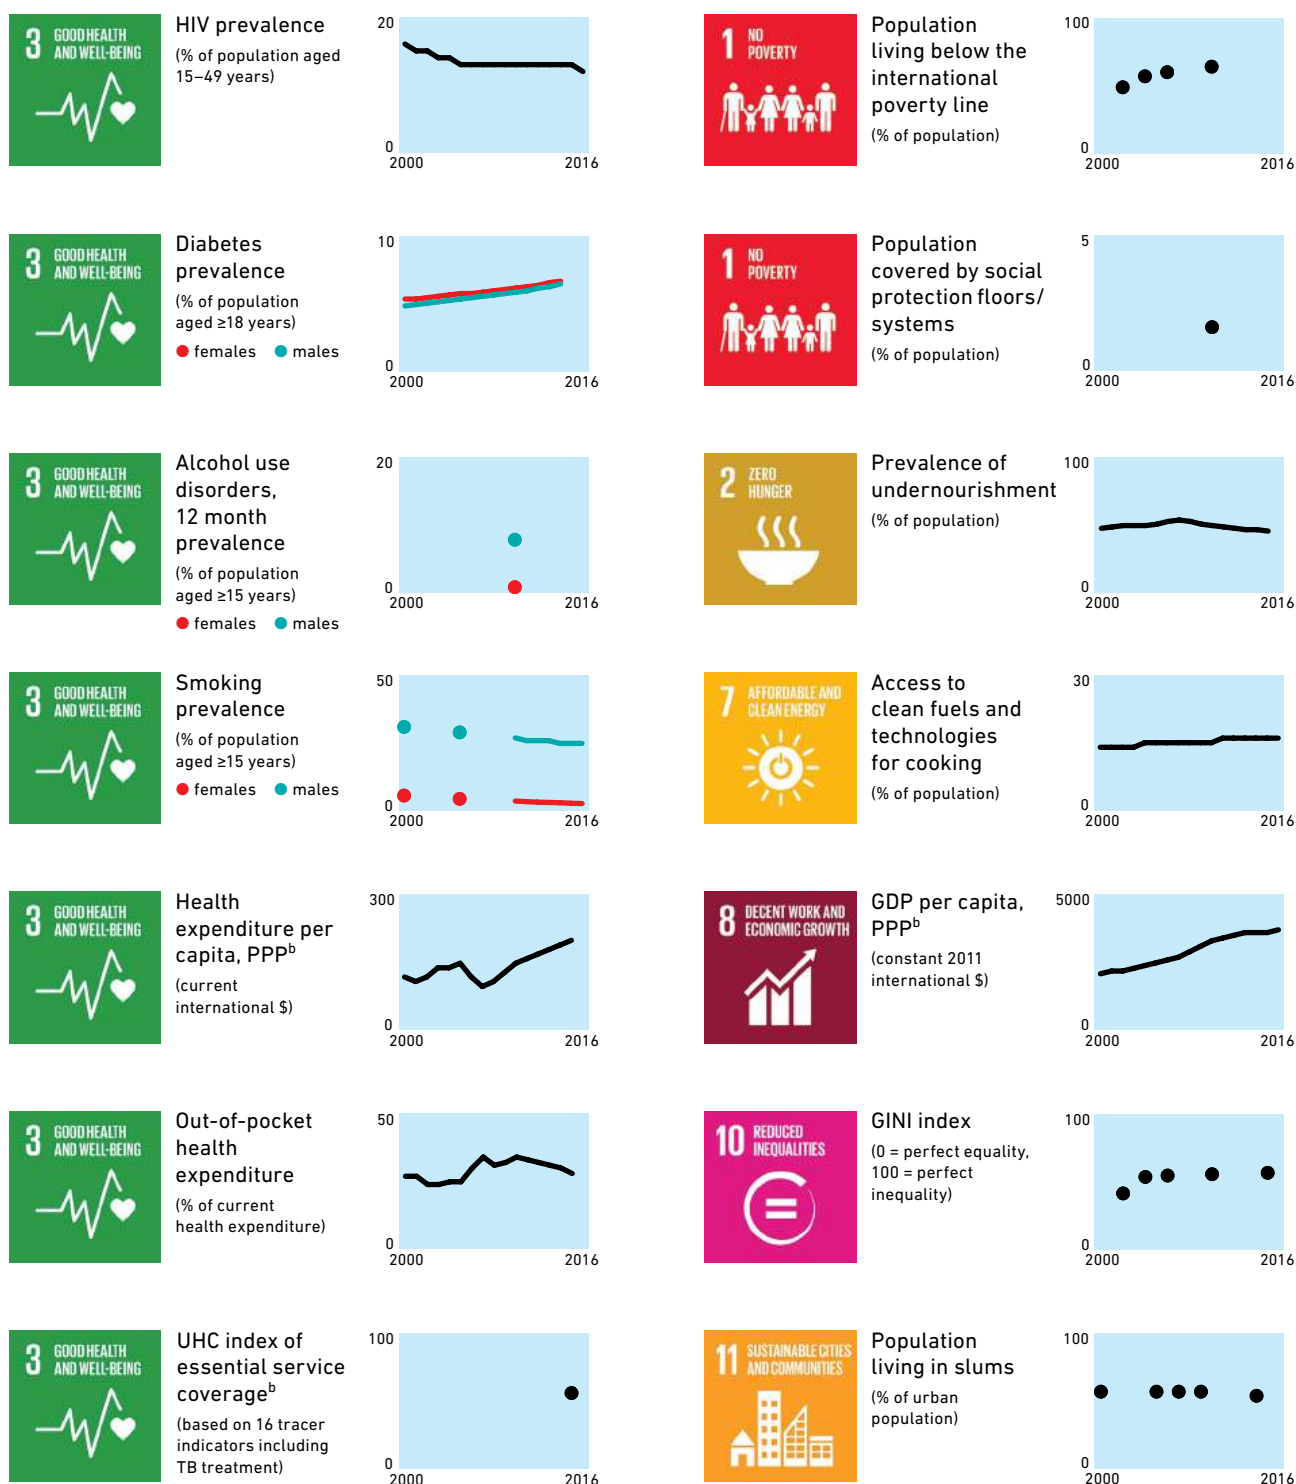 3 GOOD HEALTH
AND WELL-BEING
HIV prevalence
(% of population aged
15–49 years)
20
0
2000 2016
3 GOOD HEALTH
AND WELL-BEING
Diabetes
prevalence
(% of population
aged ≥18 years)
females males
10
0
2000 2016
3 GOOD HEALTH
AND WELL-BEING
Alcohol use
disorders,
12 month
prevalence
(% of population
aged ≥15 years)
females males
20
0
2000 2016
3 GOOD HEALTH
AND WELL-BEING
Smoking
prevalence
(% of population
aged ≥15 years)
females males
50
0
2000 2016
3 GOOD HEALTH
AND WELL-BEING
Health
expenditure per
capita, PPPᵇ
(current
international $)
300
0
2000 2016
3 GOOD HEALTH
AND WELL-BEING
Out-of-pocket
health
expenditure
(% of current
health expenditure)
50
0
2000 2016
3 GOOD HEALTH
AND WELL-BEING
UHC index of
essential service
coverageᵇ
(based on 16 tracer
indicators including
TB treatment)
100
0
2000 2016
1 NO
POVERTY
Population
living below the
international
poverty line
(% of population)
100
0
2000 2016
1 NO
POVERTY
Population
covered by social
protection floors/
systems
(% of population)
5
0
2000 2016
2 ZERO
HUNGER
Prevalence of
undernourishment
(% of population)
100
0
2000 2016
7 AFFORDABLE AND
CLEAN ENERGY
Access to
clean fuels and
technologies
for cooking
(% of population)
30
0
2000 2016
8 DECENT WORK AND
ECONOMIC GROWTH
GDP per capita,
PPPᵇ
(constant 2011
international $)
5000
0
2000 2016
10 REDUCED
INEQUALITIES
GINI index
(0 = perfect equality,
100 = perfect
inequality)
100
0
2000 2016
11 SUSTAINABLE CITIES
AND COMMUNITIES
Population
living in slums
(% of urban
population)
100
0
2000 2016